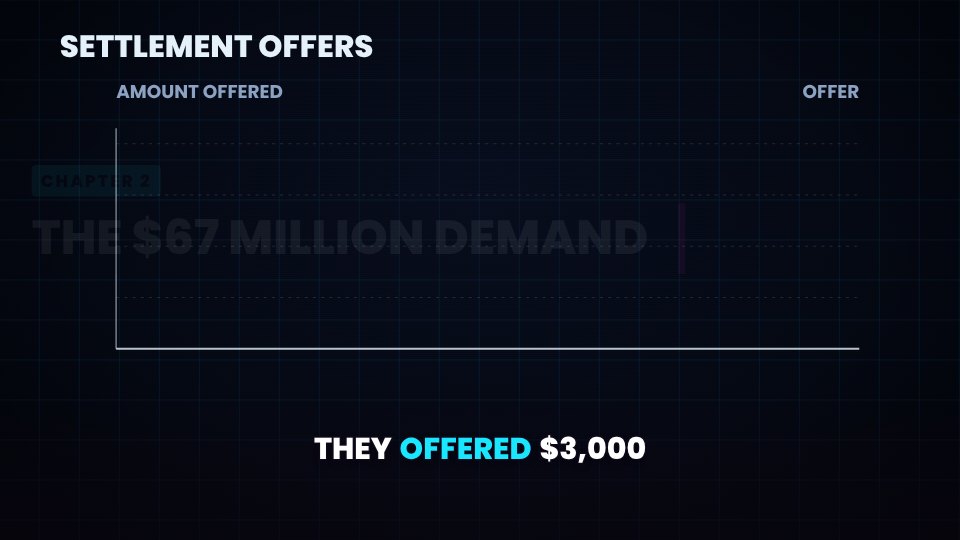 SETTLEMENT OFFERS
AMOUNT OFFERED
OFFER
CHAPTER 2
THE $67 MILLION DEMAND
THEY OFFERED $3,000